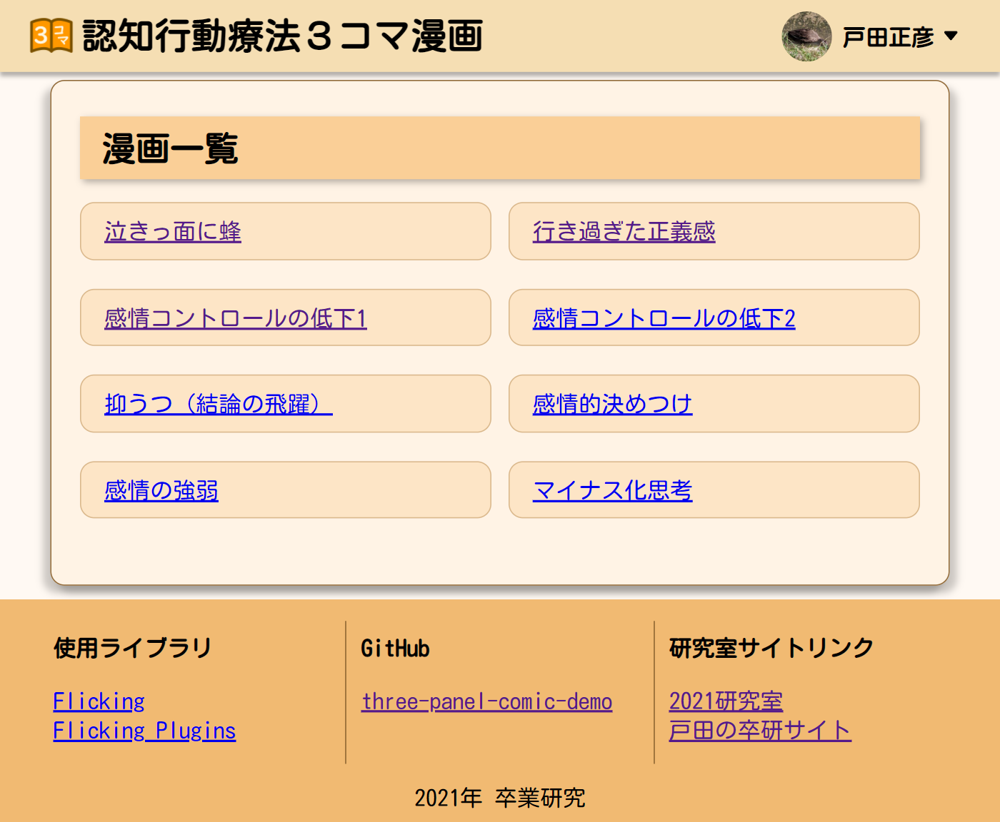 3コマ
認知行動療法３コマ漫画
戸田正彦
漫画一覧
泣きっ面に蜂
行き過ぎた正義感
感情コントロールの低下1
感情コントロールの低下2
抑うつ（結論の飛躍）
感情的決めつけ
感情の強弱
マイナス化思考
使用ライブラリ
Flicking
Flicking Plugins
GitHub
three-panel-comic-demo
研究室サイトリンク
2021研究室
戸田の卒研サイト
2021年 卒業研究